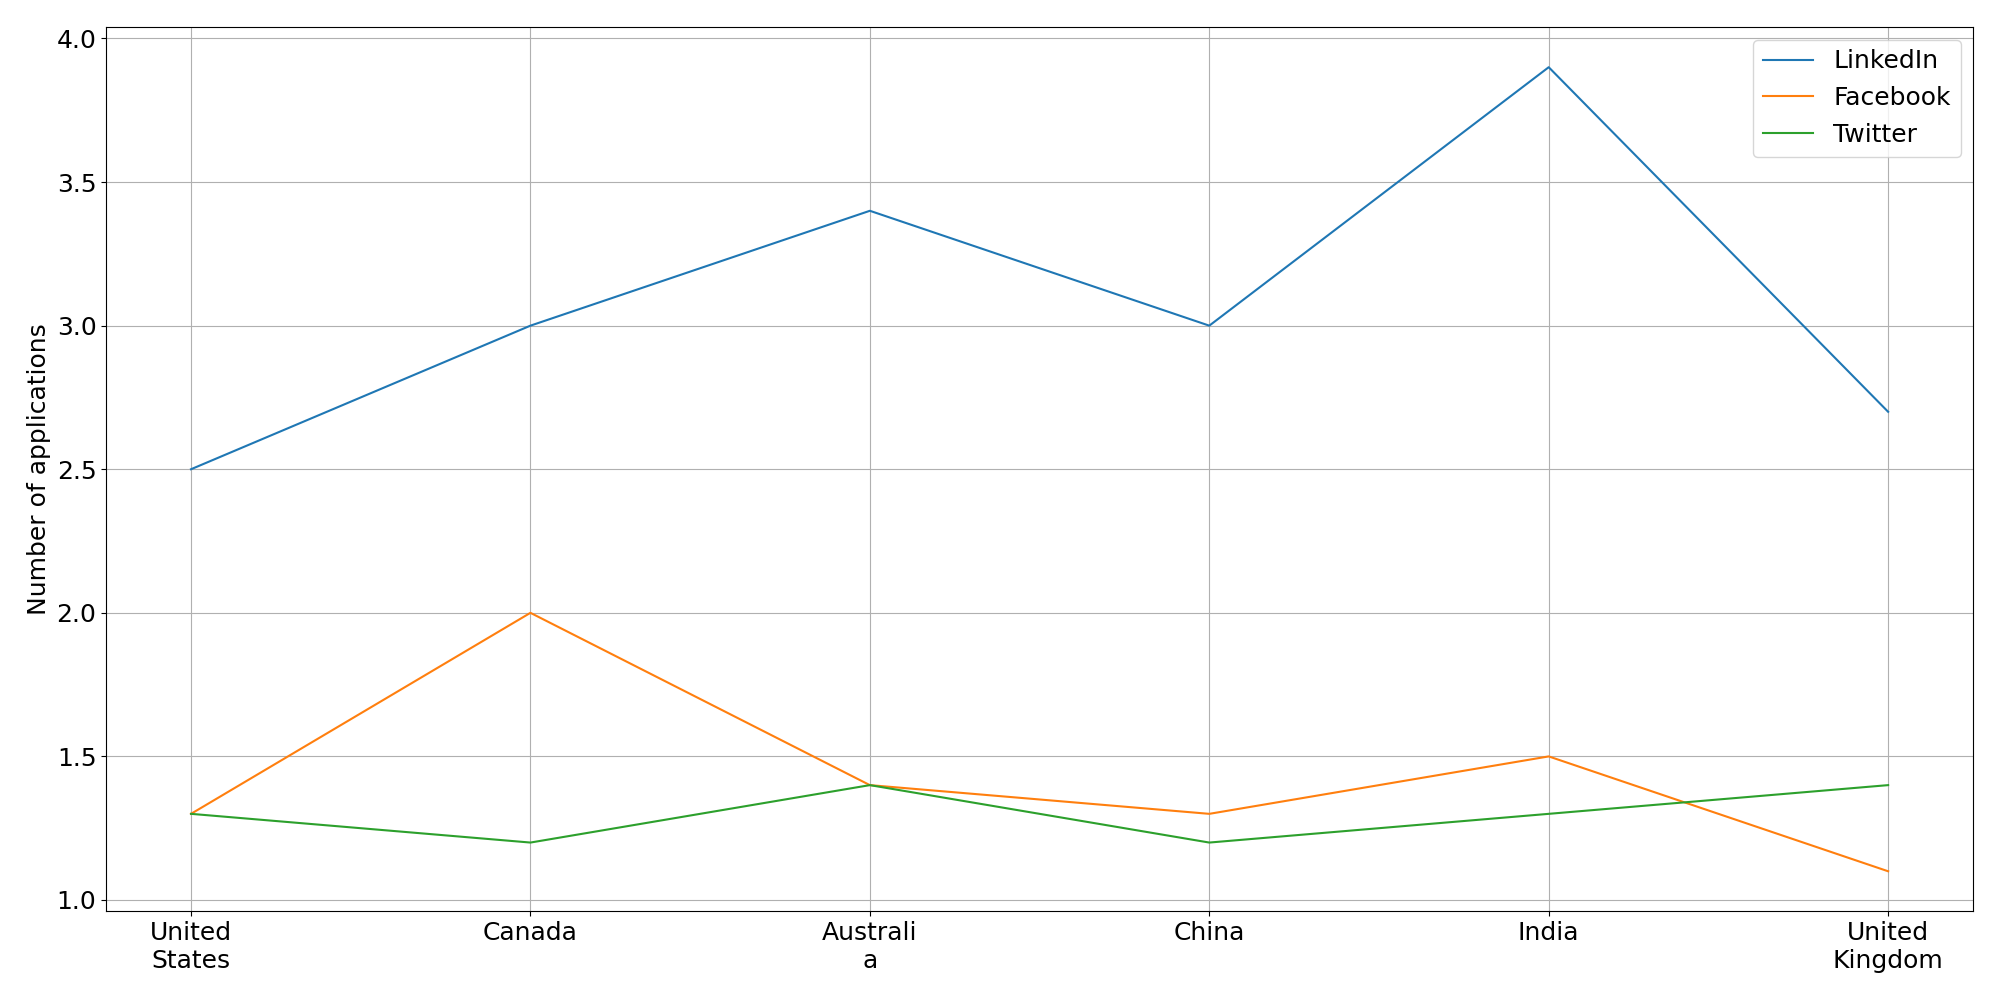 4.0
3.5
3.0
2.5
2.0
1.5
1.0
Number of applications
LinkedIn
Facebook
Twitter
United
States
Canada
Australi
a
China
India
United
Kingdom